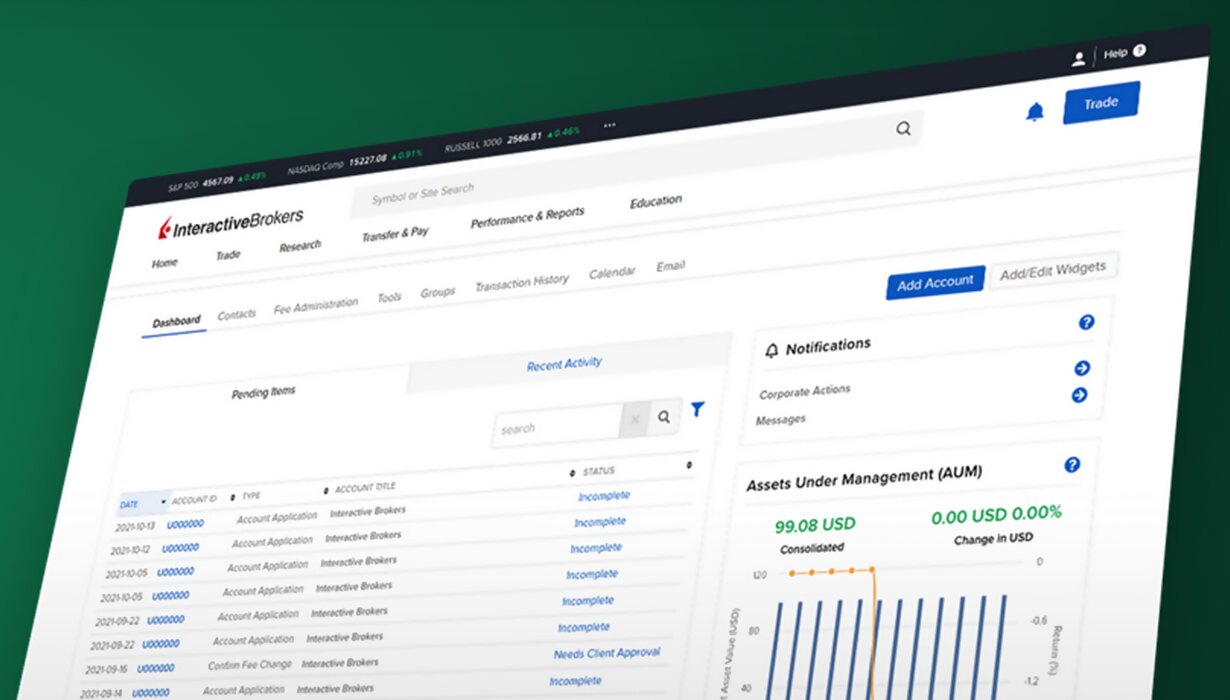 Help ?
S&P 500 4567.09 ▲0.49% NASDAQ Comp 15227.08 ▲0.91% RUSSELL 1000 2566.81 ▲0.46% •••
Trade
Symbol or Site Search
InteractiveBrokers
Home Trade Research Transfer & Pay Performance & Reports Education
Dashboard Contacts Fee Administration Tools Groups Transaction History Calendar Email
Add Account Add/Edit Widgets
Pending Items Recent Activity
search
DATE ACCOUNT ID TYPE ACCOUNT TITLE STATUS
2021-10-13 U000000 Account Application Interactive Brokers Incomplete
2021-10-12 U000000 Account Application Interactive Brokers Incomplete
2021-10-05 U000000 Account Application Interactive Brokers Incomplete
2021-10-05 U000000 Account Application Interactive Brokers Incomplete
2021-09-22 U000000 Account Application Interactive Brokers Incomplete
2021-09-22 U000000 Account Application Interactive Brokers Incomplete
2021-09-16 U000000 Confirm Fee Change Interactive Brokers Needs Client Approval
2021-09-14 U000000 Account Application Interactive Brokers Incomplete
Notifications ?
Corporate Actions
Messages
Assets Under Management (AUM) ?
99.08 USD 0.00 USD 0.00%
Consolidated Change in USD
120 0
80 -0.6
40 -1.2
Asset Value (USD)
Return (%)